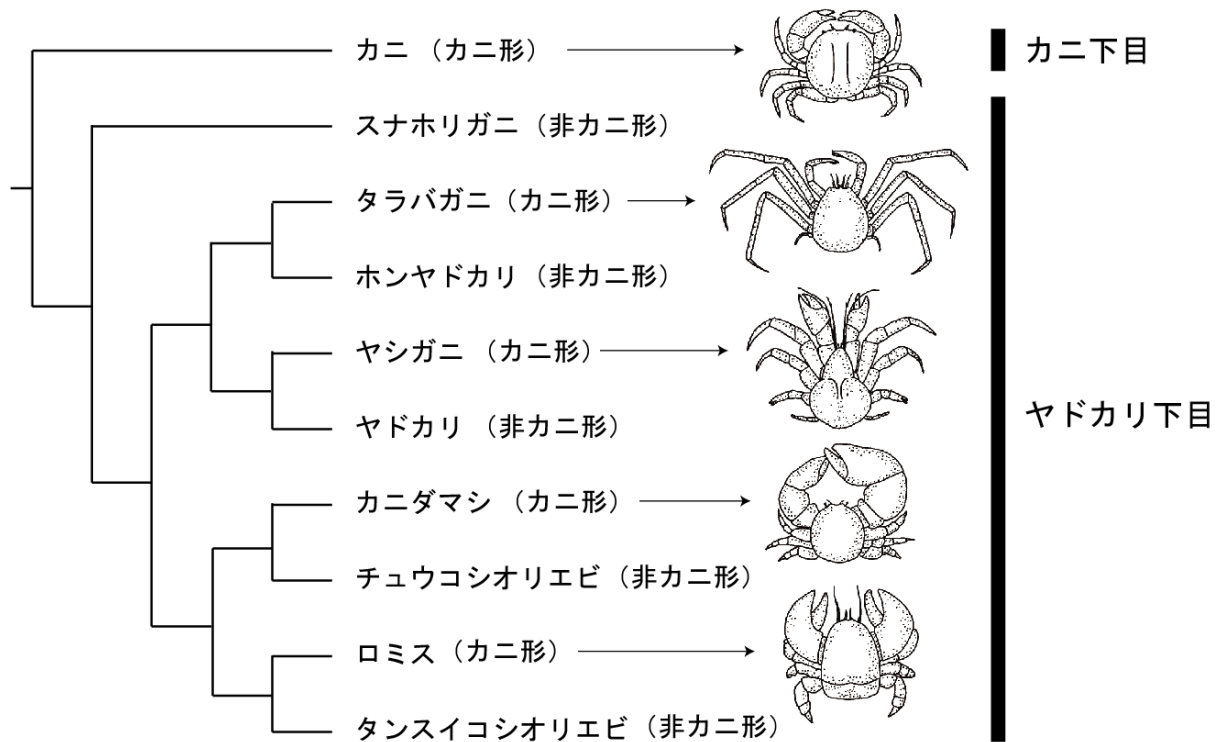 カニ （カニ形）
カニ下目
スナホリガニ（非カニ形）
タラバガニ（カニ形）
ホンヤドカリ（非カニ形）
ヤシガニ （カニ形）
ヤドカリ下目
ヤドカリ （非カニ形）
カニダマシ （カニ形）
チュウコシオリエビ（非カニ形）
ロミス（カニ形）
タンスイコシオリエビ（非カニ形）